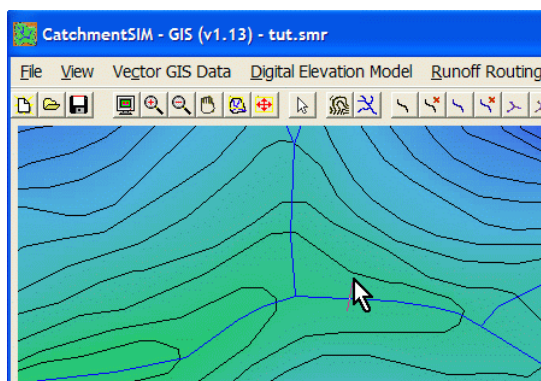 CatchmentSIM - GIS (v1.13) - tut.smr
File View Vector GIS Data Digital Elevation Model Runoff Routing